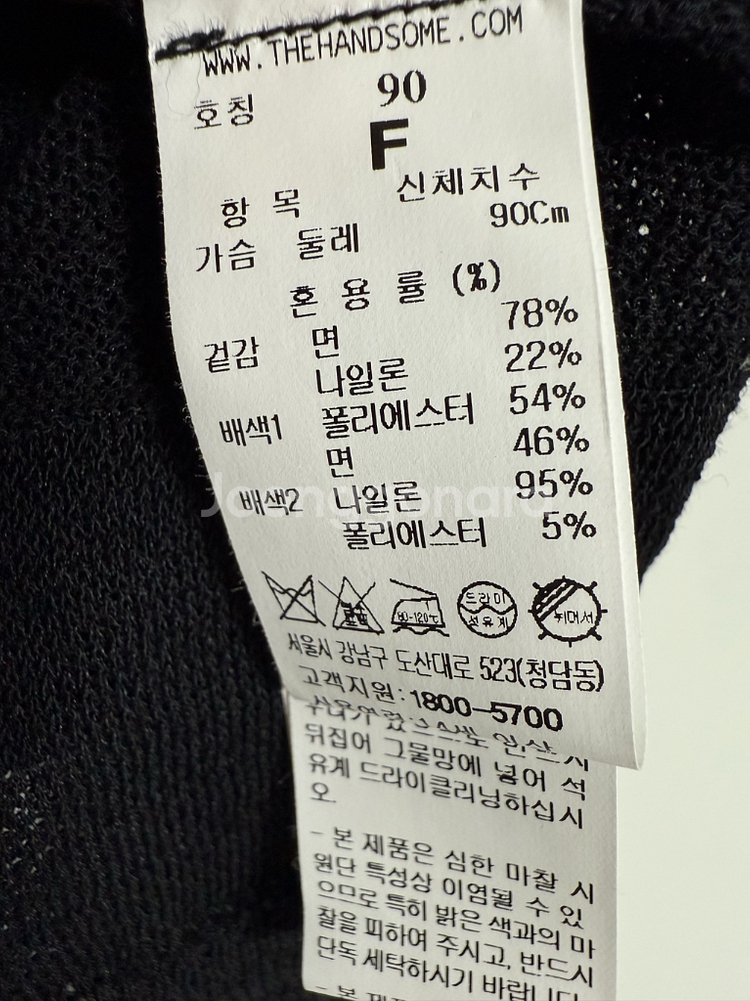 WWW.THEHANDSOME.COM
호칭 90
F
항 목 신체치수
가슴 둘레 90Cm
혼 용 률 (%)
겉감 면 78%
나일론 22%
배색1 폴리에스터 54%
면 46%
배색2 나일론 95%
폴리에스터 5%
80-120℃
드라이
석유계
뉘여서
서울시 강남구 도산대로 523(청담동)
고객지원:1800-5700
뒤집어 그물망에 넣어 석
유계 드라이클리닝하십시
오.
- 본 제품은 심한 마찰 시
원단 특성상 이염될 수 있
으므로 특히 밝은 색과의 마
찰을 피하여 주시고, 반드시
단독 세탁하시기 바랍니다
- 본 제
Joonggonara